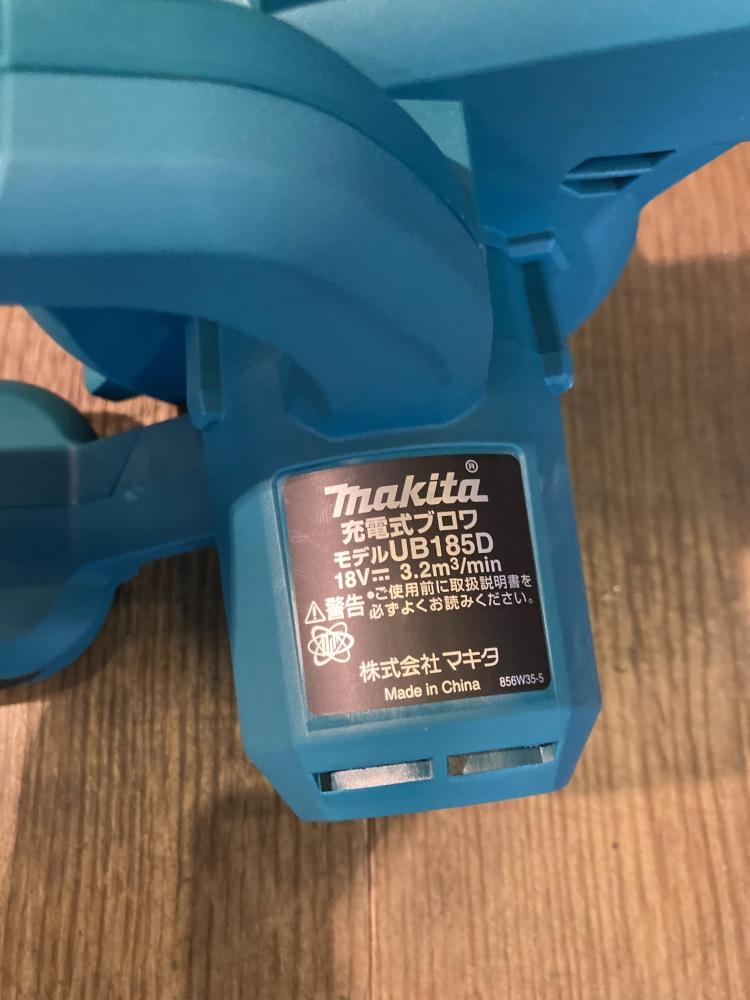 makita®
充電式ブロワ
モデルUB185D
18V⎓ 3.2m³/min
⚠警告 •ご使用前に取扱説明書を
必ずよくお読みください。
株式会社マキタ
Made in China 856W35-5